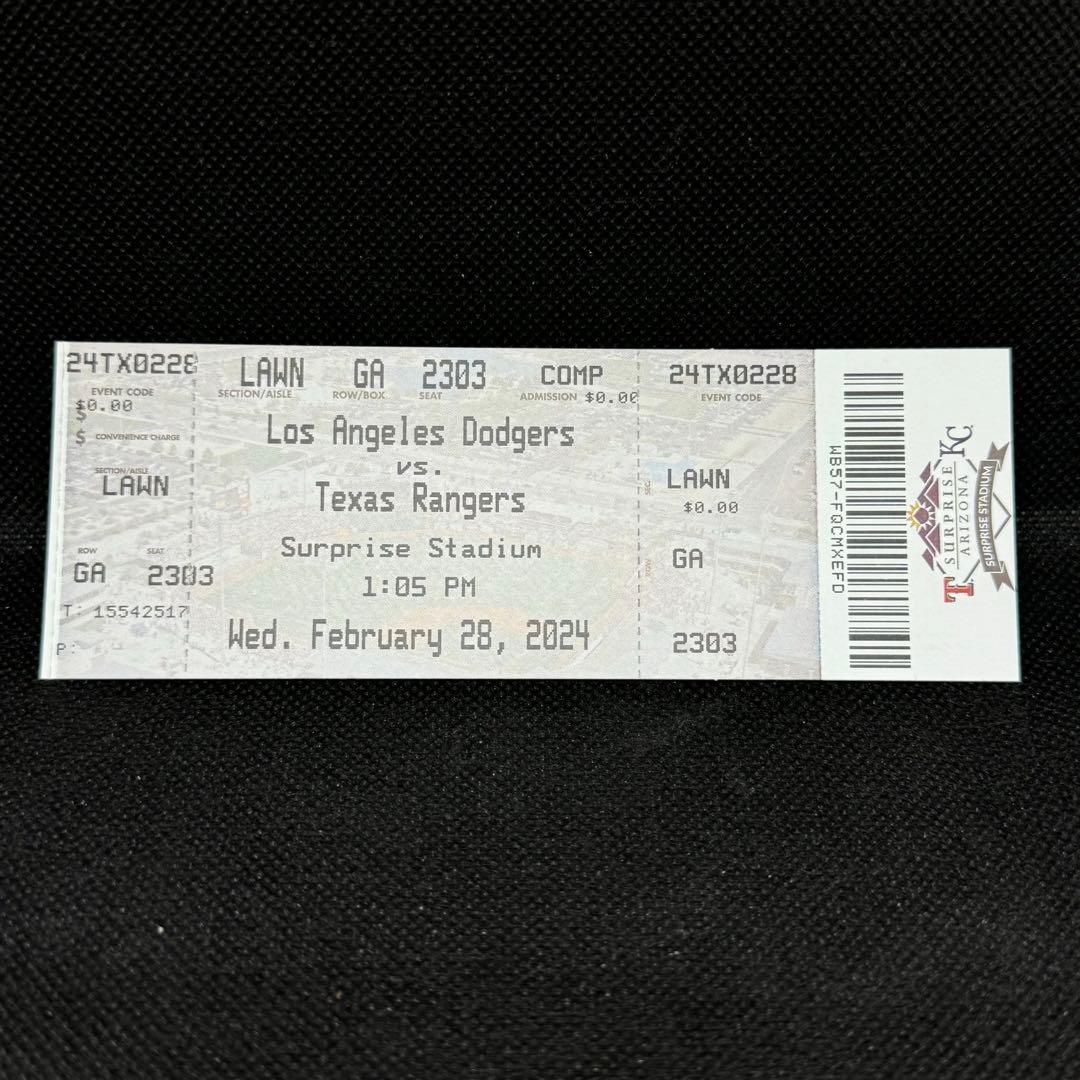 24TX0228
EVENT CODE
$0.00
$
$ CONVENIENCE CHARGE
SECTION/AISLE
LAWN
ROW SEAT
GA 2303
T: 15542517
P:
LAWN GA 2303 COMP
SECTION/AISLE ROW/BOX SEAT ADMISSION $0.00
Los Angeles Dodgers
vs.
Texas Rangers
Surprise Stadium
1:05 PM
Wed. February 28, 2024
24TX0228
EVENT CODE
SEC
LAWN
$0.00
ROW
GA
2303
WB57-FQCMXEFD
T KC
SURPRISE
ARIZONA
SURPRISE STADIUM